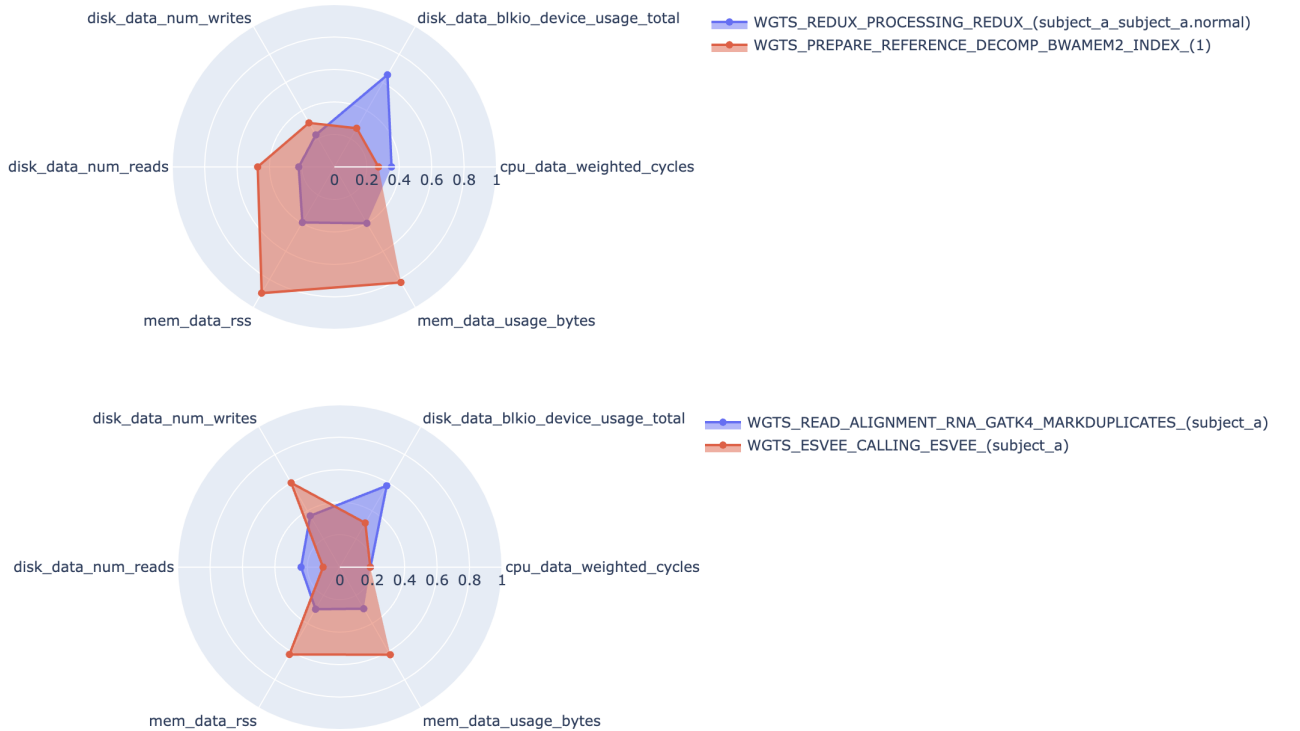 disk_data_num_writes disk_data_blkio_device_usage_total
WGTS_REDUX_PROCESSING_REDUX_(subject_a_subject_a.normal)
WGTS_PREPARE_REFERENCE_DECOMP_BWAMEM2_INDEX_(1)
disk_data_num_reads cpu_data_weighted_cycles
0 0.2 0.4 0.6 0.8 1
mem_data_rss mem_data_usage_bytes
disk_data_num_writes disk_data_blkio_device_usage_total
WGTS_READ_ALIGNMENT_RNA_GATK4_MARKDUPLICATES_(subject_a)
WGTS_ESVEE_CALLING_ESVEE_(subject_a)
disk_data_num_reads cpu_data_weighted_cycles
0 0.2 0.4 0.6 0.8 1
mem_data_rss mem_data_usage_bytes